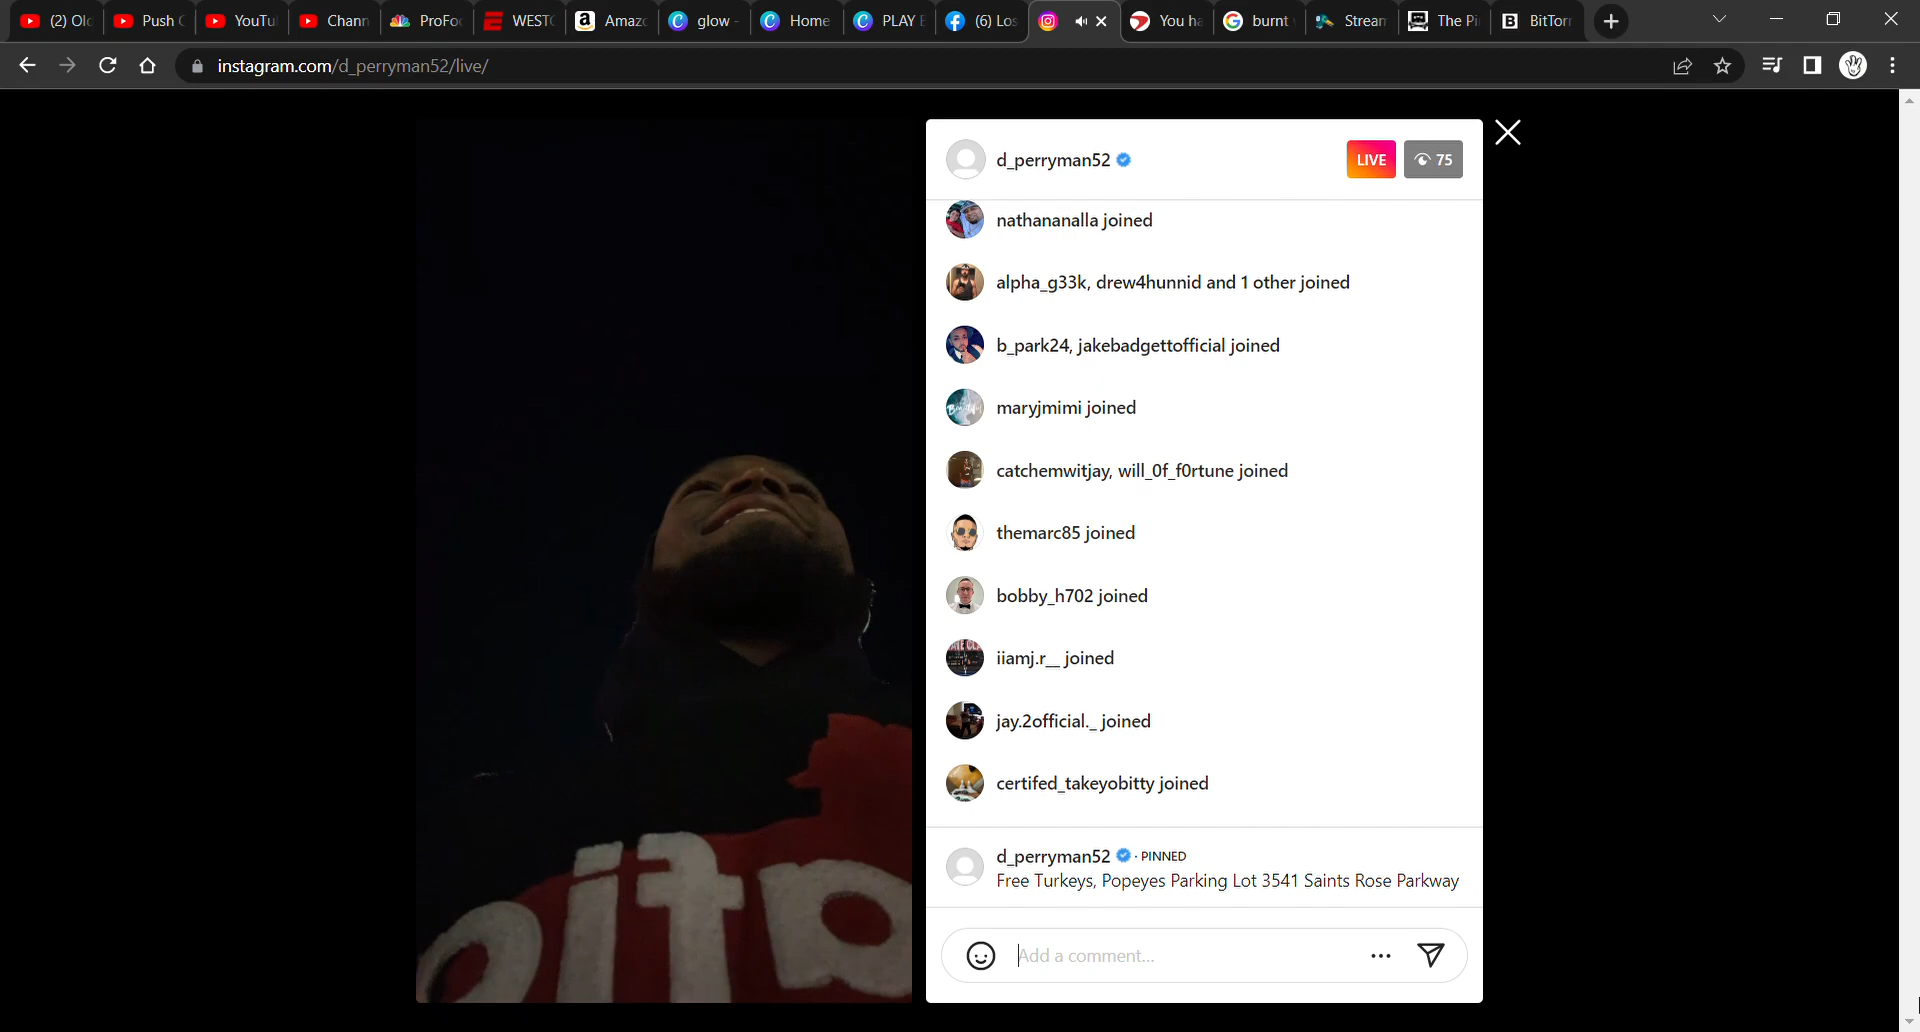 (2) Ol
Push
YouTu
Chann
ProFo
WEST
Amaz
glow
Home
PLAY
(6) Los
You ha
burnt
Stream
The Pi
BitTor
instagram.com/d_perryman52/live/
d_perryman52
LIVE
75
nathananalla joined
alpha_g33k, drew4hunnid and 1 other joined
b_park24, jakebadgettofficial joined
maryjmimi joined
catchemwitjay, will_0f_f0rtune joined
themarc85 joined
bobby_h702 joined
iiamj.r__ joined
jay.2official._ joined
certifed_takeyobitty joined
d_perryman52 · PINNED
Free Turkeys, Popeyes Parking Lot 3541 Saints Rose Parkway
Add a comment...